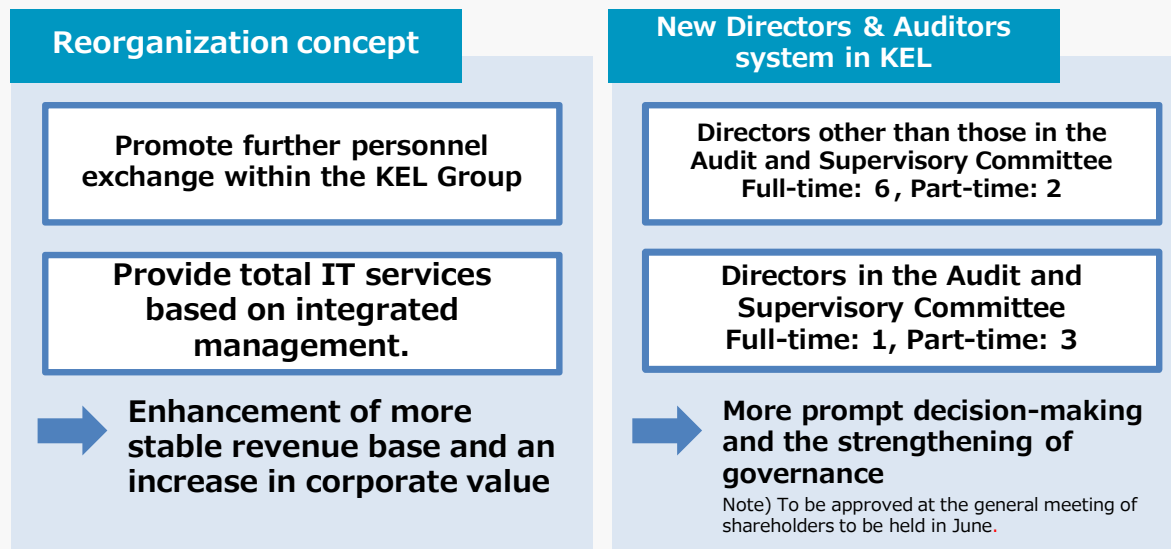 Reorganization concept
Promote further personnel
exchange within the KEL Group
Provide total IT services
based on integrated
management.
Enhancement of more
stable revenue base and an
increase in corporate value
New Directors & Auditors
system in KEL
Directors other than those in the
Audit and Supervisory Committee
Full-time: 6, Part-time: 2
Directors in the Audit and
Supervisory Committee
Full-time: 1, Part-time: 3
More prompt decision-making
and the strengthening of
governance
Note) To be approved at the general meeting of
shareholders to be held in June.